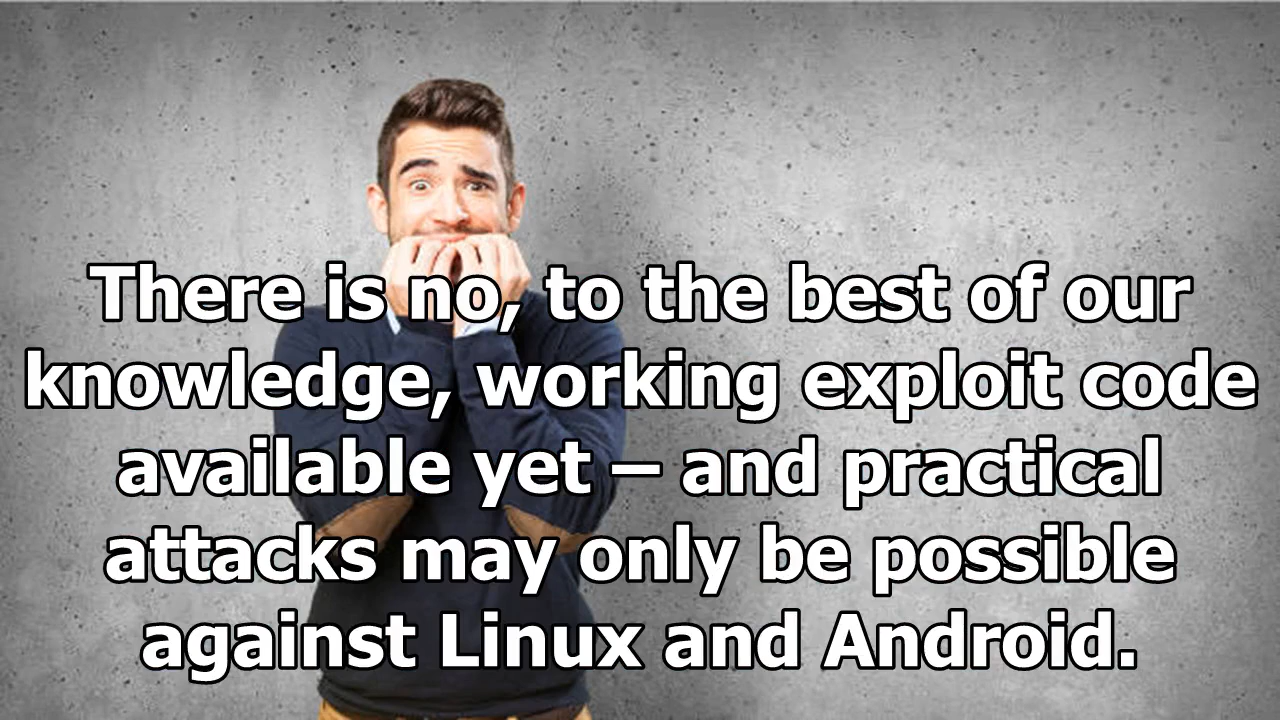 There is no, to the best of our
knowledge, working exploit code
available yet – and practical
attacks may only be possible
against Linux and Android.